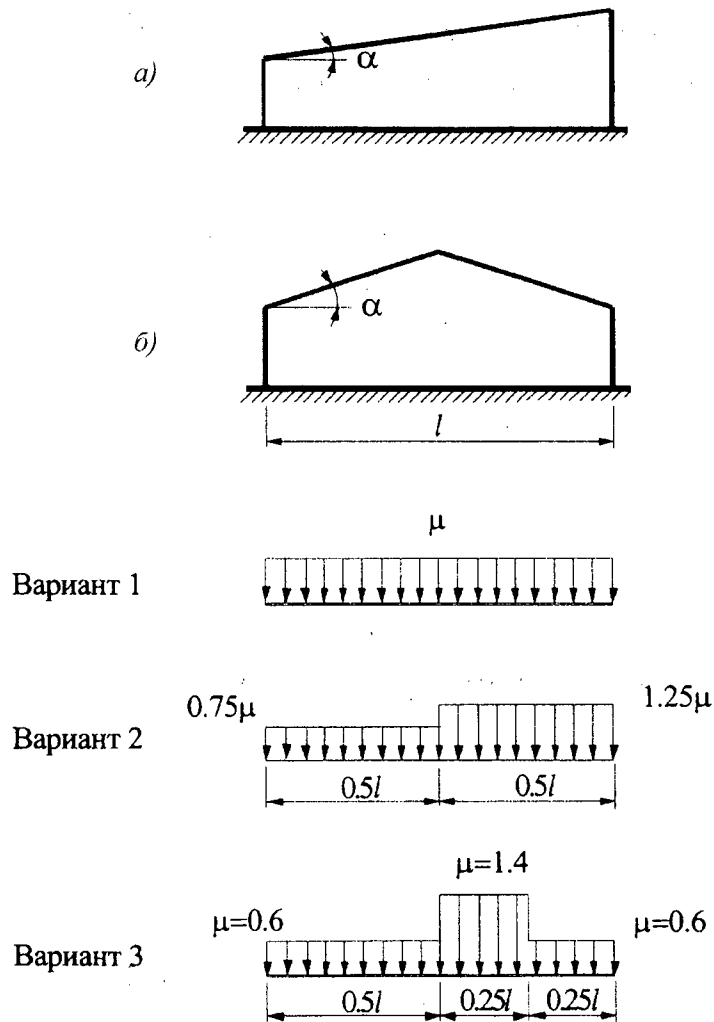 а)
α
б)
α
l
μ
Вариант 1
0.75μ
1.25μ
Вариант 2
0.5l
0.5l
μ=1.4
μ=0.6
μ=0.6
Вариант 3
0.5l
0.25l
0.25l